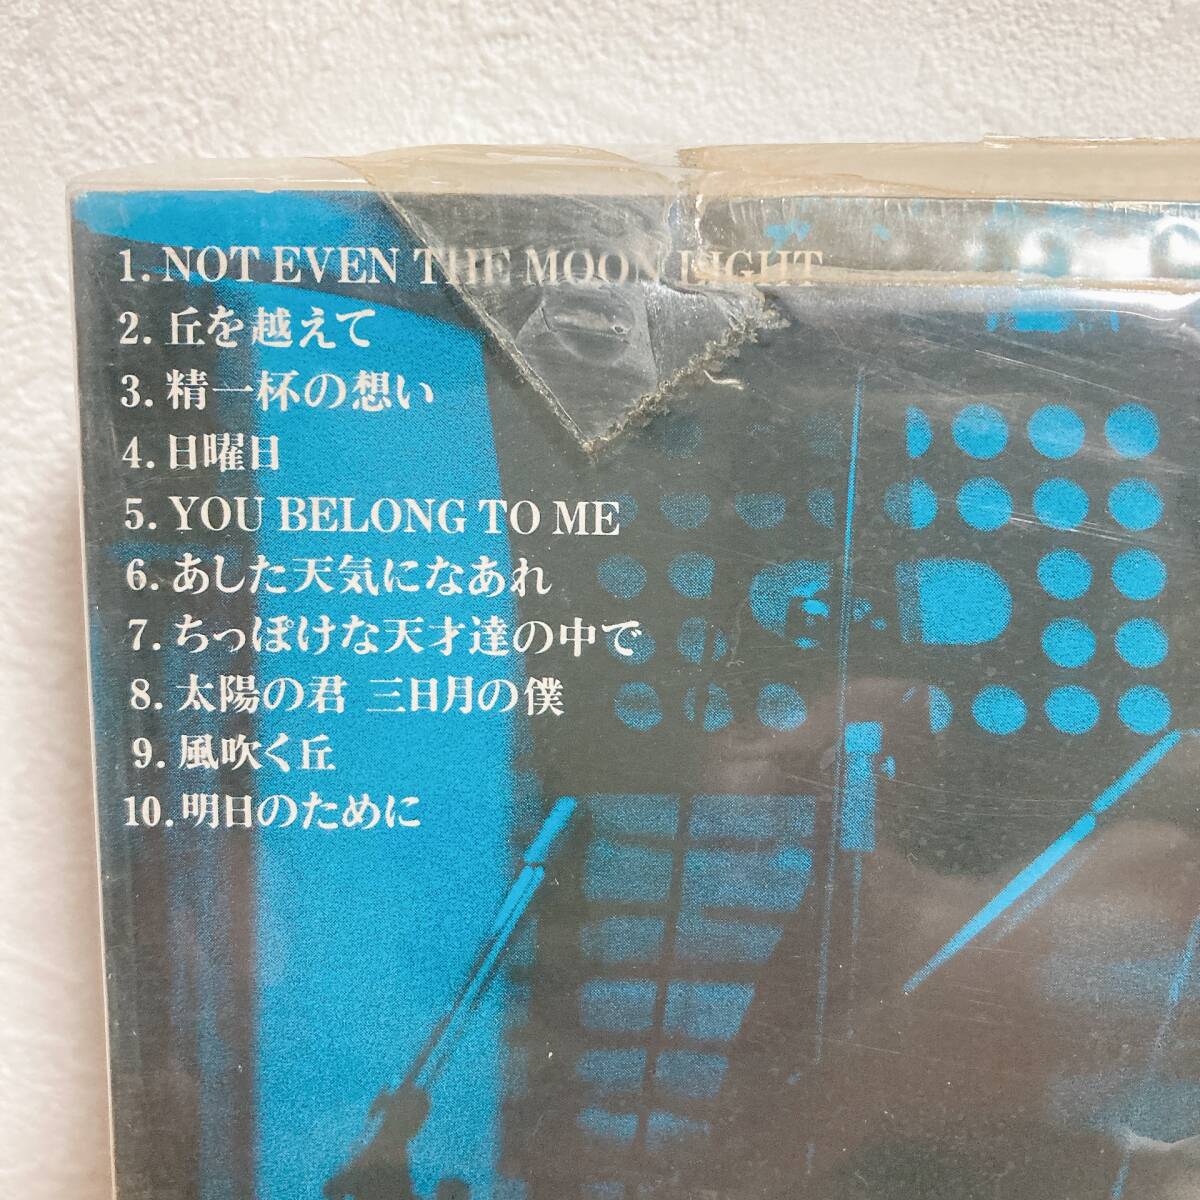 1. NOT EVEN THE MOON LIGHT
2. 丘を越えて
3. 精一杯の想い
4. 日曜日
5. YOU BELONG TO ME
6. あした天気になあれ
7. ちっぽけな天才達の中で
8. 太陽の君 三日月の僕
9. 風吹く丘
10. 明日のために